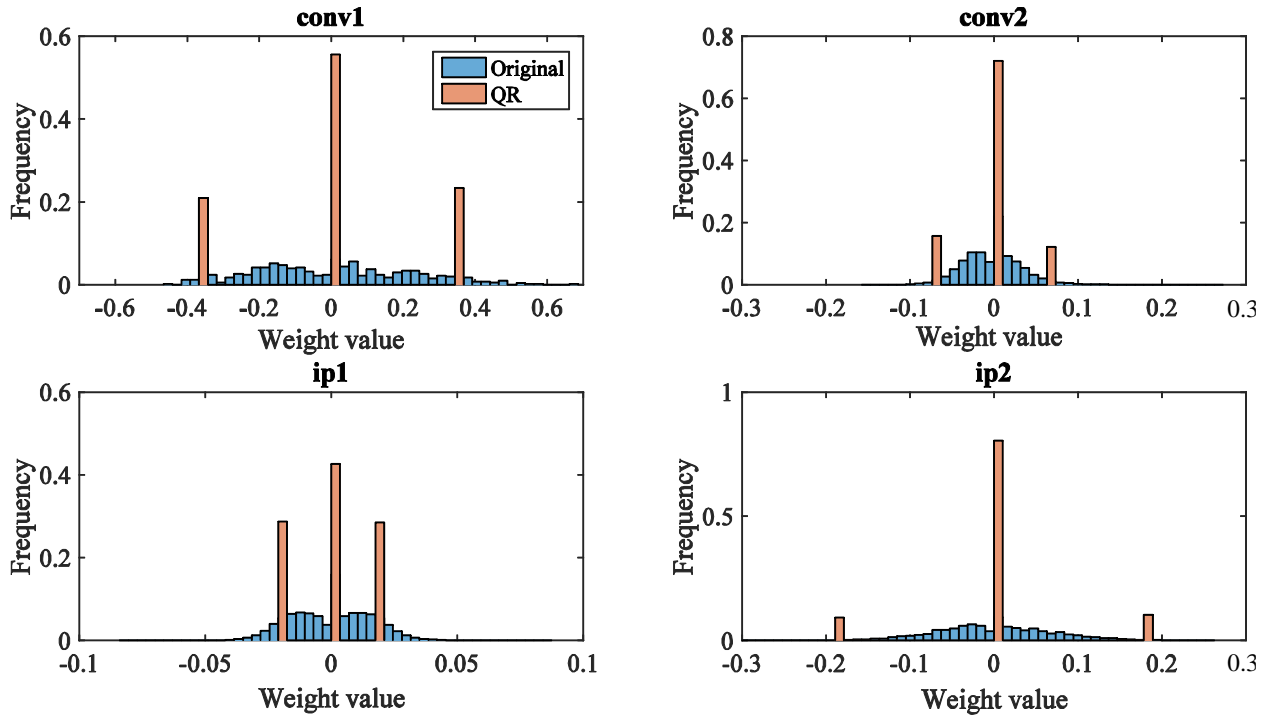 conv1
0.6
0.4
0.2
0
Frequency
Original
QR
-0.6 -0.4 -0.2 0 0.2 0.4 0.6
Weight value
conv2
0.8
0.6
0.4
0.2
0
Frequency
-0.3 -0.2 -0.1 0 0.1 0.2 0.3
Weight value
ip1
0.6
0.4
0.2
0
Frequency
-0.1 -0.05 0 0.05 0.1
Weight value
ip2
1
0.5
0
Frequency
-0.3 -0.2 -0.1 0 0.1 0.2 0.3
Weight value